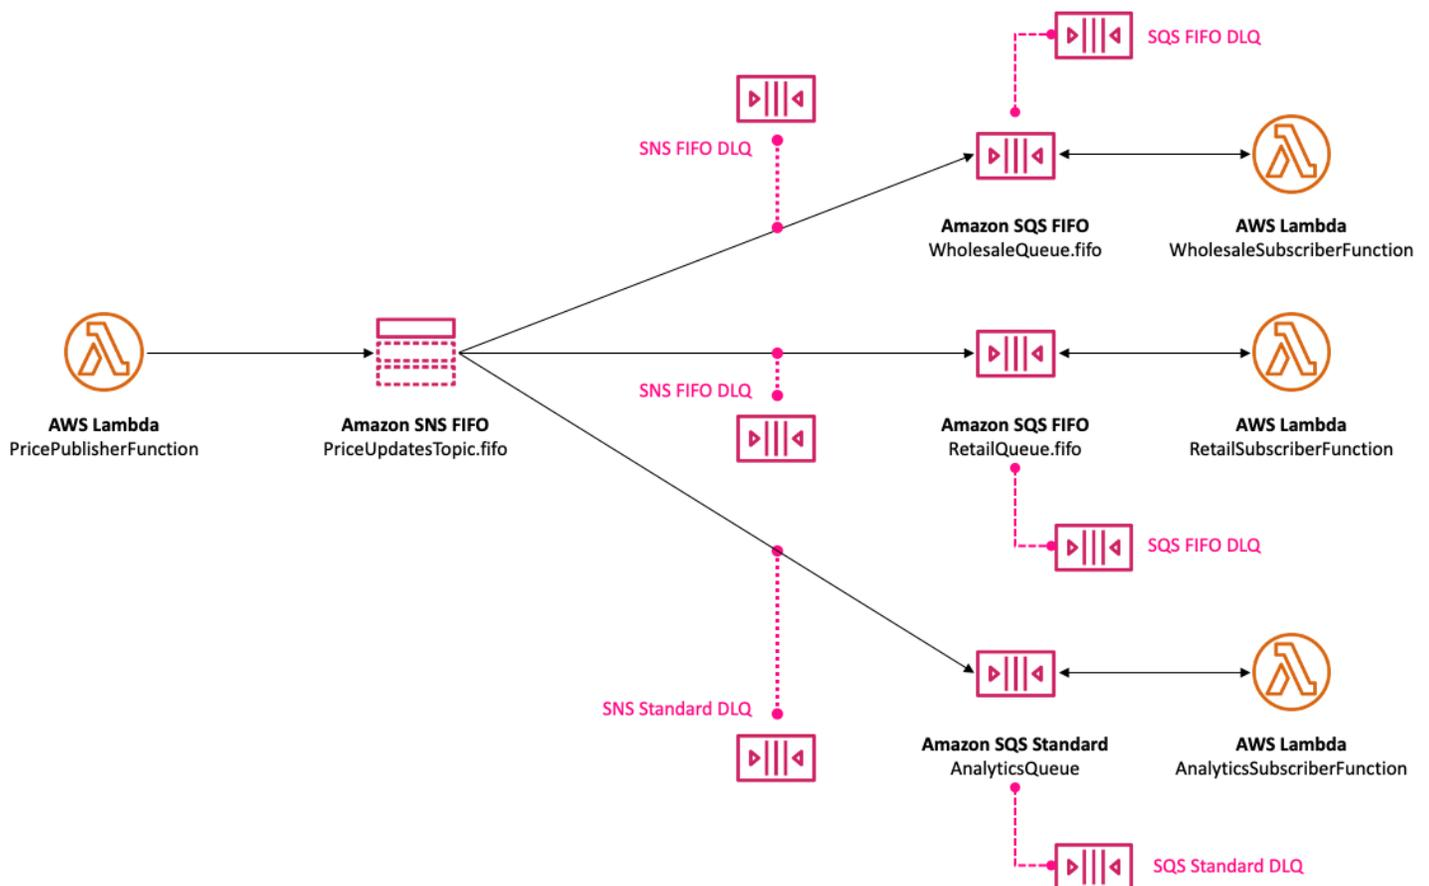 SQS FIFO DLQ
SNS FIFO DLQ
Amazon SQS FIFO
WholesaleQueue.fifo
AWS Lambda
WholesaleSubscriberFunction
AWS Lambda
PricePublisherFunction
Amazon SNS FIFO
PriceUpdatesTopic.fifo
SNS FIFO DLQ
Amazon SQS FIFO
RetailQueue.fifo
AWS Lambda
RetailSubscriberFunction
SQS FIFO DLQ
SNS Standard DLQ
Amazon SQS Standard
AnalyticsQueue
AWS Lambda
AnalyticsSubscriberFunction
SQS Standard DLQ